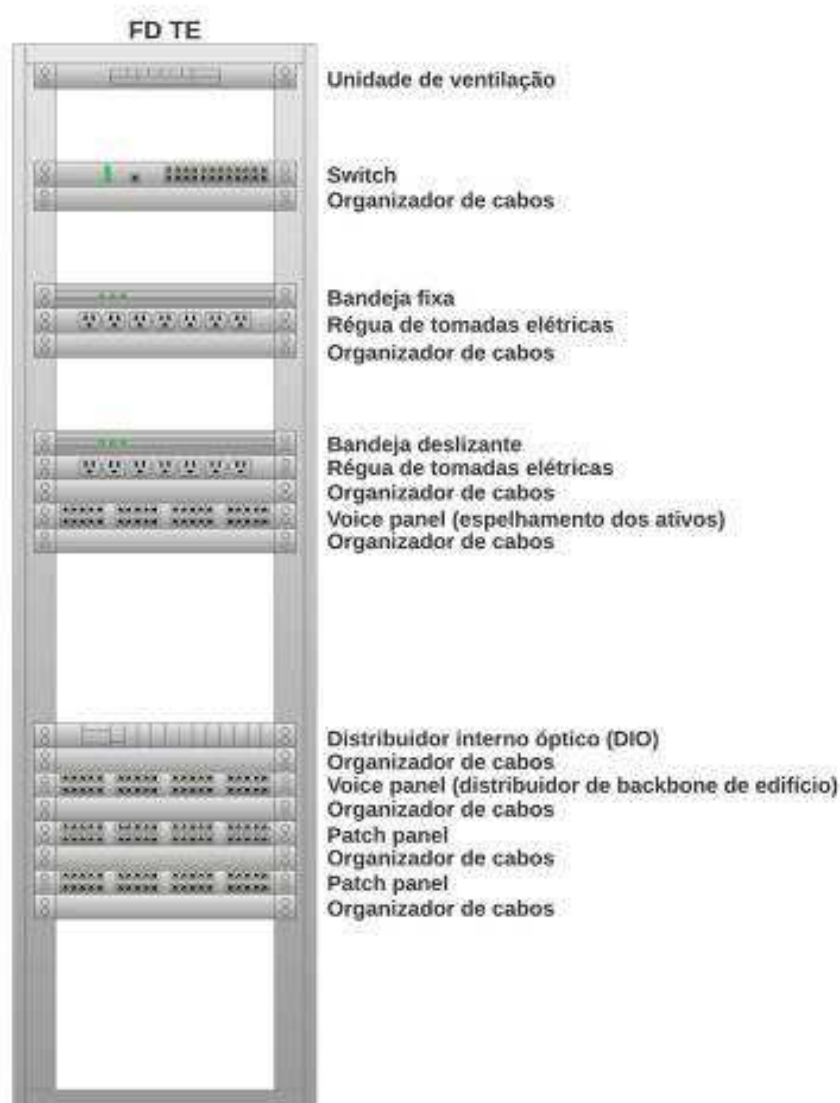 FD TE
Unidade de ventilação
Switch
Organizador de cabos
Bandeja fixa
Régua de tomadas elétricas
Organizador de cabos
Bandeja deslizante
Régua de tomadas elétricas
Organizador de cabos
Voice panel (espelhamento dos ativos)
Organizador de cabos
Distribuidor interno óptico (DIO)
Organizador de cabos
Voice panel (distribuidor de backbone de edifício)
Organizador de cabos
Patch panel
Organizador de cabos
Patch panel
Organizador de cabos